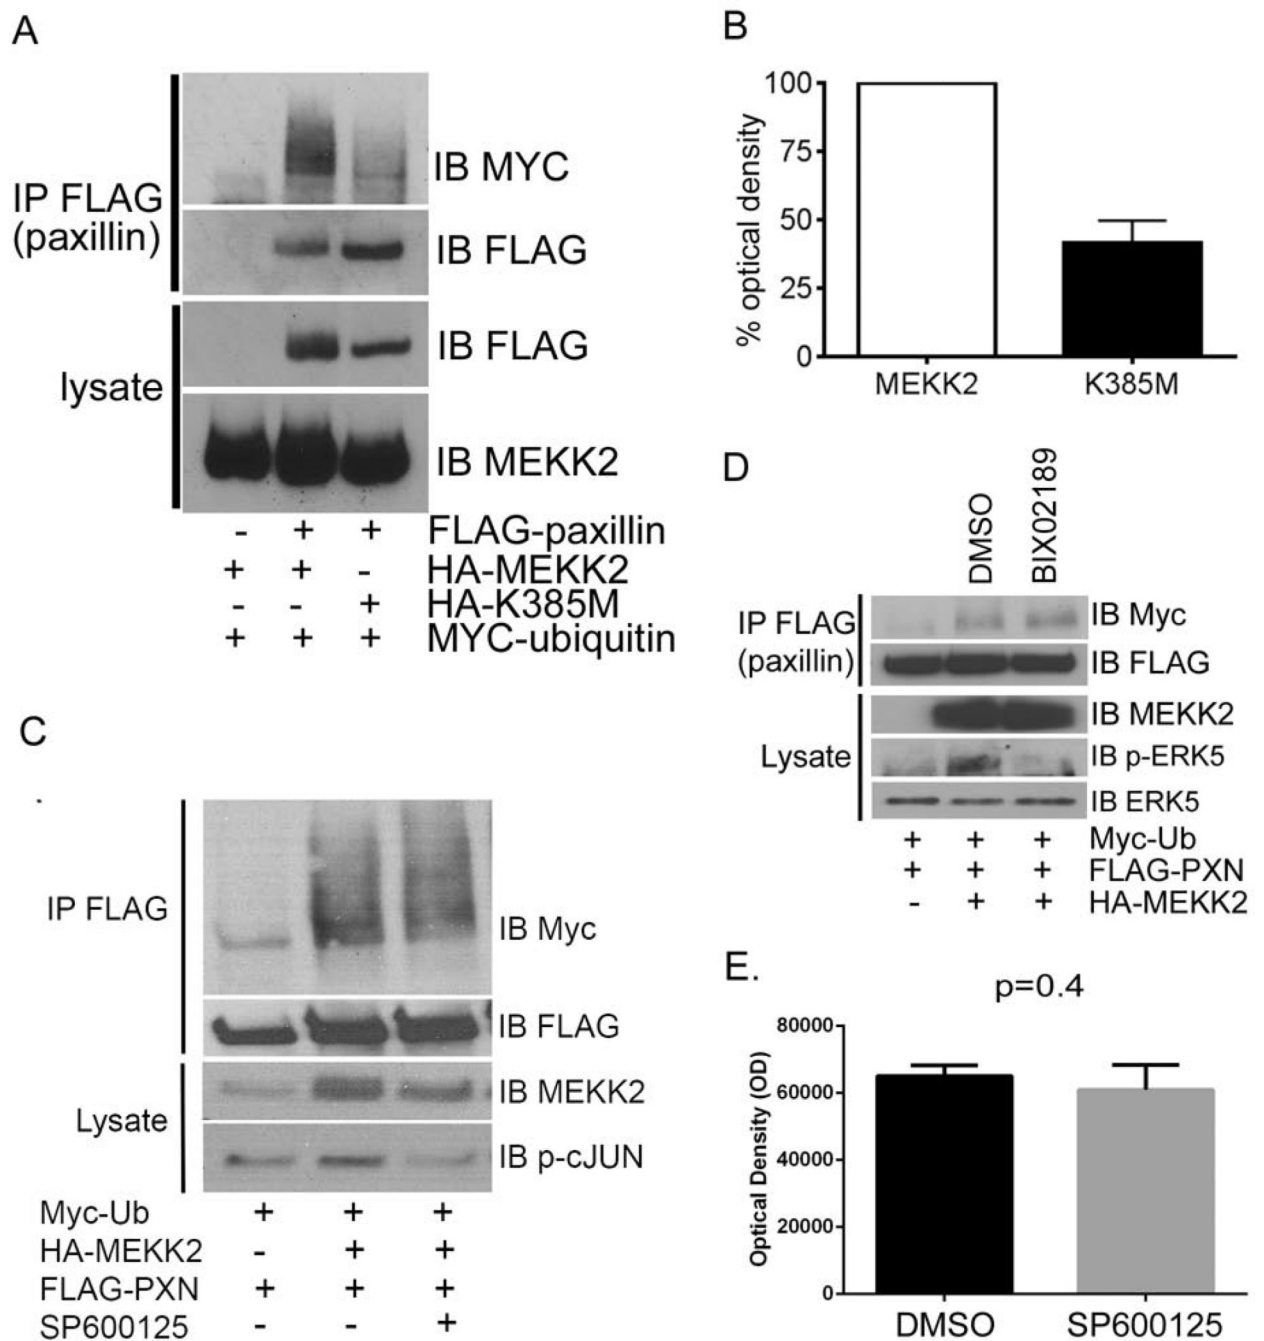 A
IP FLAG
(paxillin)
IB MYC
IB FLAG
lysate
IB FLAG
IB MEKK2
- + + FLAG-paxillin
+ + - HA-MEKK2
- - + HA-K385M
+ + + MYC-ubiquitin
B
% optical density
100
75
50
25
0
MEKK2 K385M
C
IP FLAG
IB Myc
IB FLAG
Lysate
IB MEKK2
IB p-cJUN
Myc-Ub + + +
HA-MEKK2 - + +
FLAG-PXN + + +
SP600125 - - +
D
DMSO
BIX02189
IP FLAG
(paxillin)
IB Myc
IB FLAG
Lysate
IB MEKK2
IB p-ERK5
IB ERK5
+ + + Myc-Ub
+ + + FLAG-PXN
- + + HA-MEKK2
E.
p=0.4
Optical Density (OD)
80000
60000
40000
20000
0
DMSO SP600125